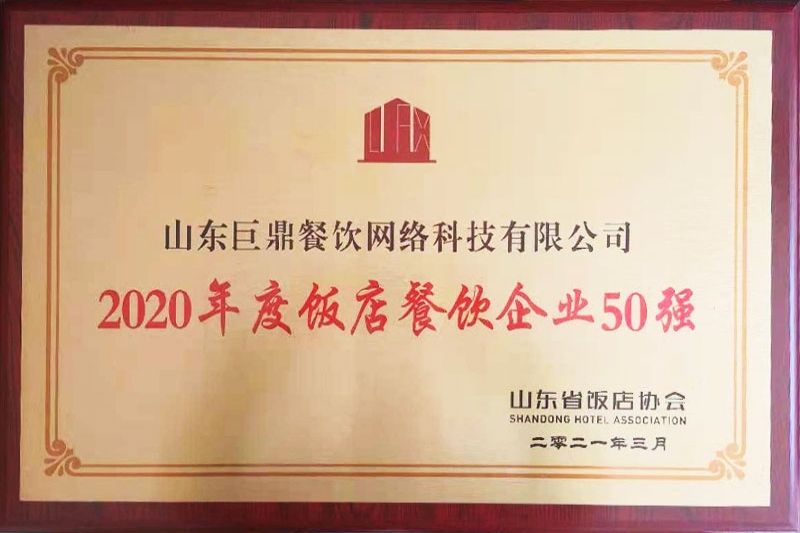 山东巨鼎餐饮网络科技有限公司
2020年度饭店餐饮企业50强
山东省饭店协会
SHANDONG HOTEL ASSOCIATION
二零二一年三月